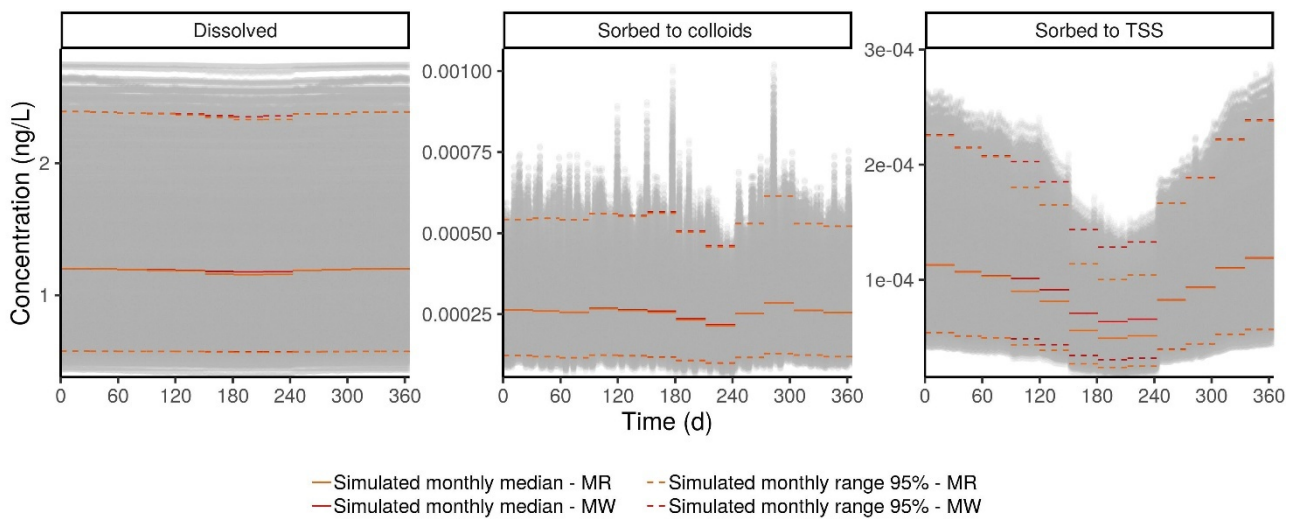 Dissolved
Sorbed to colloids
Sorbed to TSS
Concentration (ng/L)
2
1
0 60 120 180 240 300 360
0.00100
0.00075
0.00050
0.00025
0 60 120 180 240 300 360
3e-04
2e-04
1e-04
0 60 120 180 240 300 360
Time (d)
Simulated monthly median - MR
Simulated monthly range 95% - MR
Simulated monthly median - MW
Simulated monthly range 95% - MW